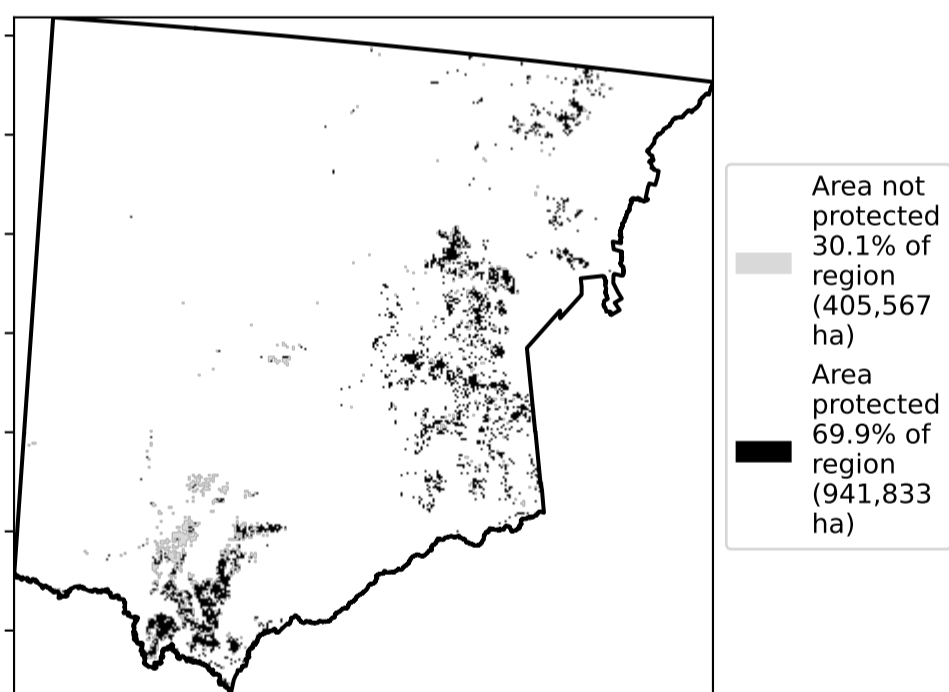 Area not
protected
30.1% of
region
(405,567
ha)
Area
protected
69.9% of
region
(941,833
ha)